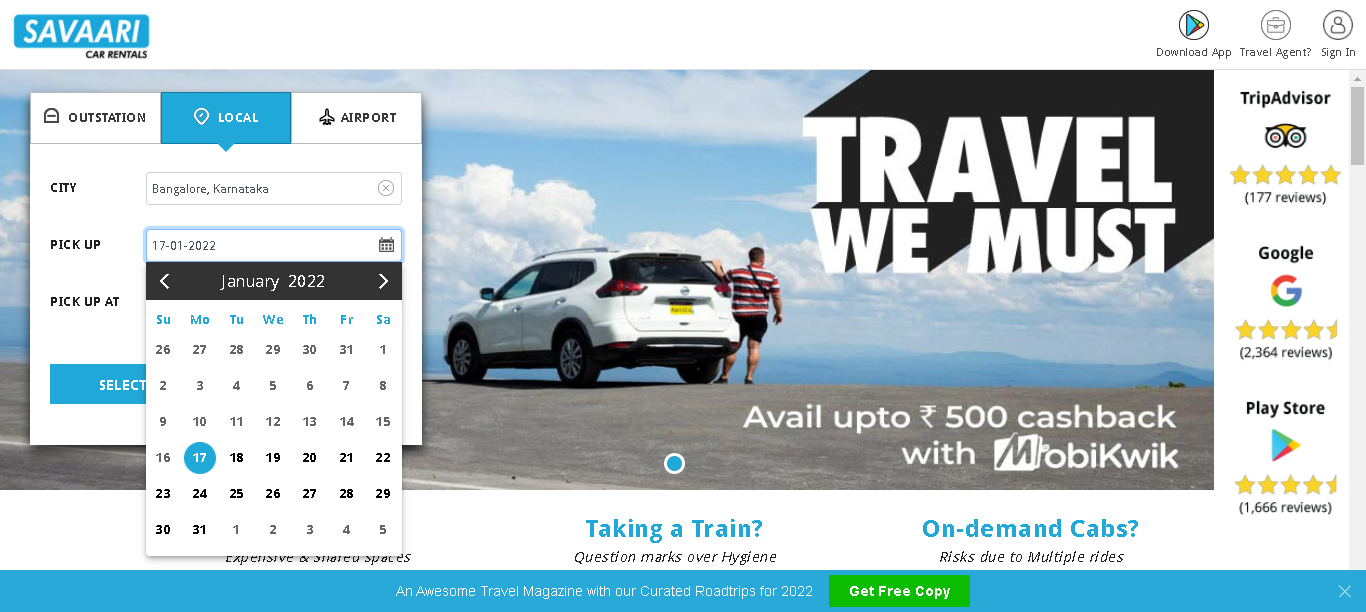 SAVAARI
CAR RENTALS
Download App
Travel Agent?
Sign In
OUTSTATION
LOCAL
AIRPORT
CITY
Bangalore, Karnataka
PICK UP
17-01-2022
January 2022
Su Mo Tu We Th Fr Sa
26 27 28 29 30 31 1
2 3 4 5 6 7 8
9 10 11 12 13 14 15
16 17 18 19 20 21 22
23 24 25 26 27 28 29
30 31 1 2 3 4 5
PICK UP AT
SELECT
TRAVEL
WE MUST
Avail upto ₹ 500 cashback
with MobiKwik
TripAdvisor
(177 reviews)
Google
(2,364 reviews)
Play Store
(1,666 reviews)
Expensive & Shared spaces
Taking a Train?
Question marks over Hygiene
On-demand Cabs?
Risks due to Multiple rides
An Awesome Travel Magazine with our Curated Roadtrips for 2022
Get Free Copy